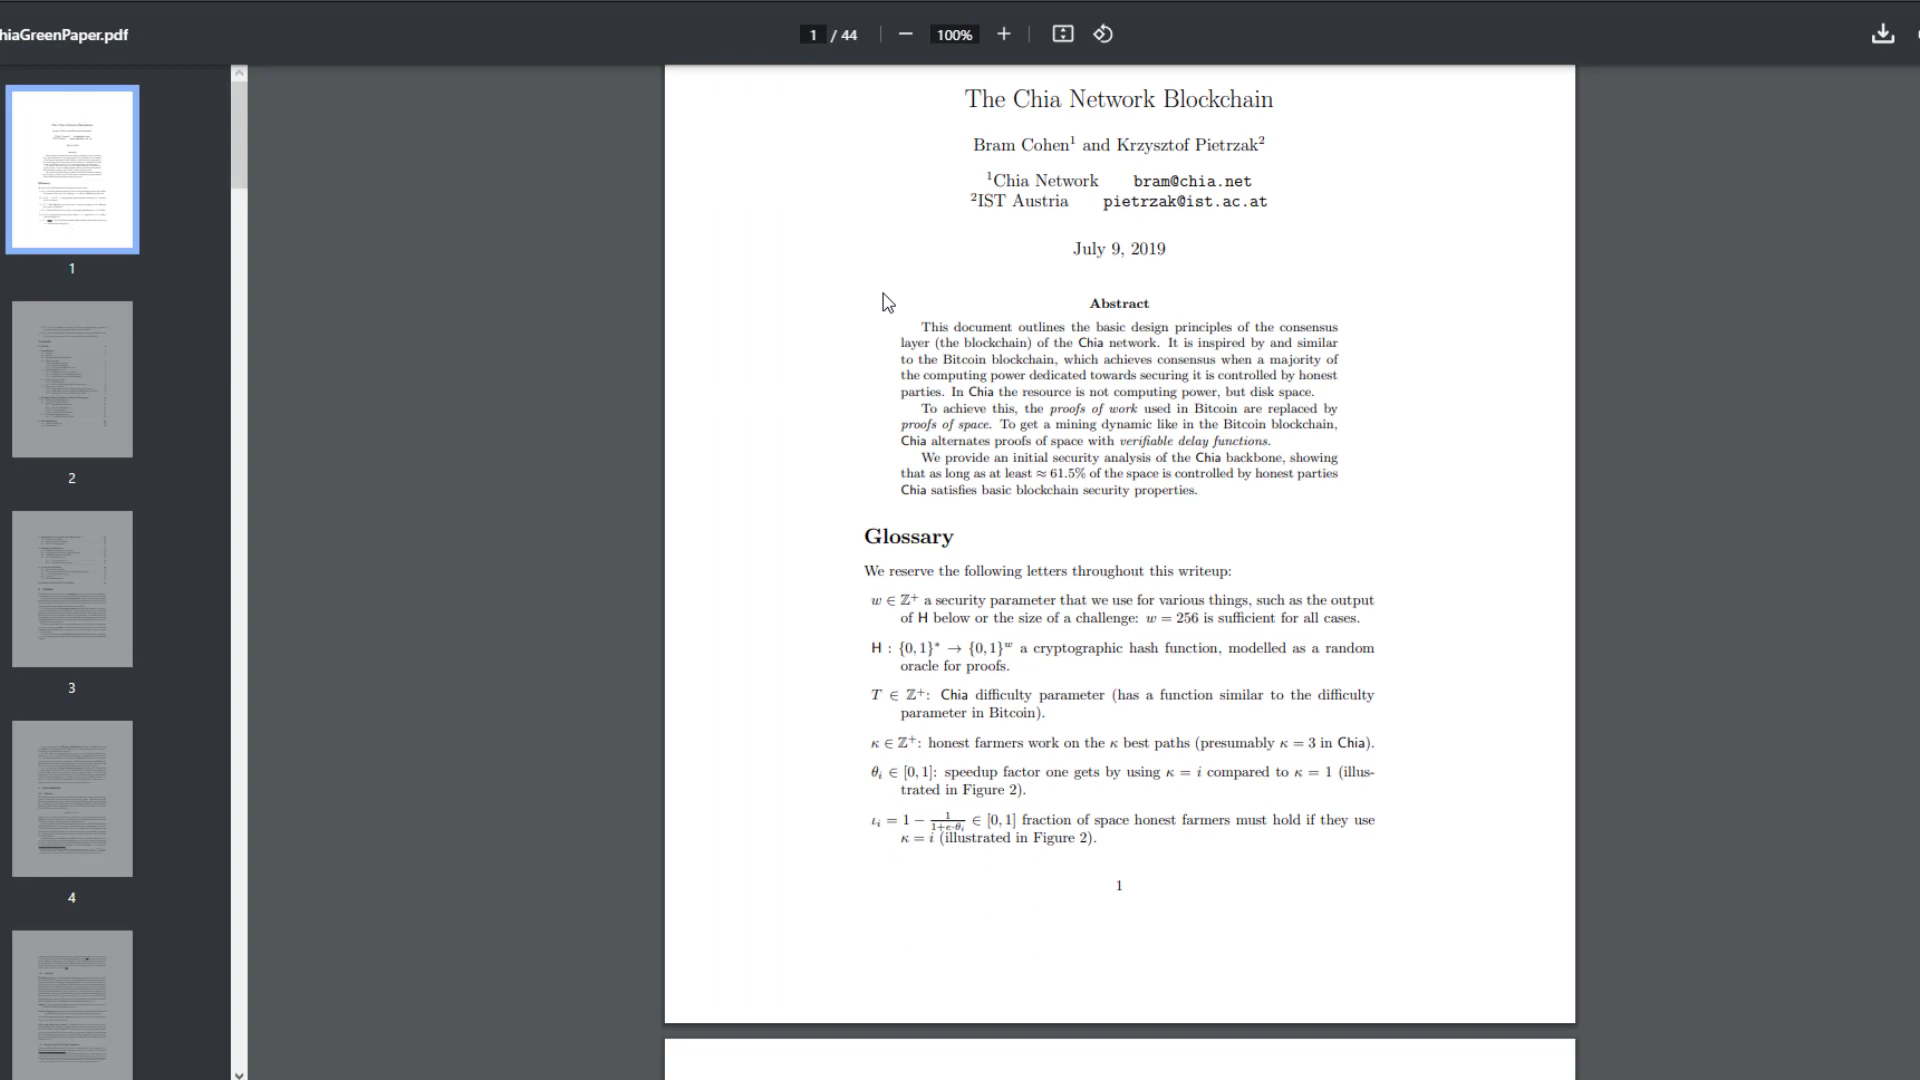 hiaGreenPaper.pdf
1 / 44
100%
The Chia Network Blockchain
Bram Cohen¹ and Krzysztof Pietrzak²
¹Chia Network bram@chia.net
²IST Austria pietrzak@ist.ac.at
July 9, 2019
Abstract
This document outlines the basic design principles of the consensus
layer (the blockchain) of the Chia network. It is inspired by and similar
to the Bitcoin blockchain, which achieves consensus when a majority of
the computing power dedicated towards securing it is controlled by honest
parties. In Chia the resource is not computing power, but disk space.
To achieve this, the proofs of work used in Bitcoin are replaced by
proofs of space. To get a mining dynamic like in the Bitcoin blockchain,
Chia alternates proofs of space with verifiable delay functions.
We provide an initial security analysis of the Chia backbone, showing
that as long as at least ≈ 61.5% of the space is controlled by honest parties
Chia satisfies basic blockchain security properties.
Glossary
We reserve the following letters throughout this writeup:
w ∈ ℤ⁺ a security parameter that we use for various things, such as the output
of H below or the size of a challenge: w = 256 is sufficient for all cases.
H : {0, 1}* → {0, 1}ʷ a cryptographic hash function, modelled as a random
oracle for proofs.
T ∈ ℤ⁺: Chia difficulty parameter (has a function similar to the difficulty
parameter in Bitcoin).
κ ∈ ℤ⁺: honest farmers work on the κ best paths (presumably κ = 3 in Chia).
θᵢ ∈ [0, 1]: speedup factor one gets by using κ = i compared to κ = 1 (illus-
trated in Figure 2).
ιᵢ = 1 − 1/(1+e·θᵢ) ∈ [0, 1] fraction of space honest farmers must hold if they use
κ = i (illustrated in Figure 2).
1
1
2
3
4